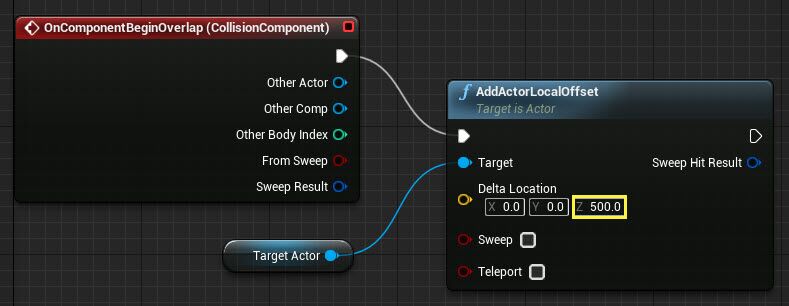 OnComponentBeginOverlap (CollisionComponent)
Other Actor
Other Comp
Other Body Index
From Sweep
Sweep Result
Target Actor
f AddActorLocalOffset
Target is Actor
Target Sweep Hit Result
Delta Location
X 0.0 Y 0.0 Z 500.0
Sweep
Teleport